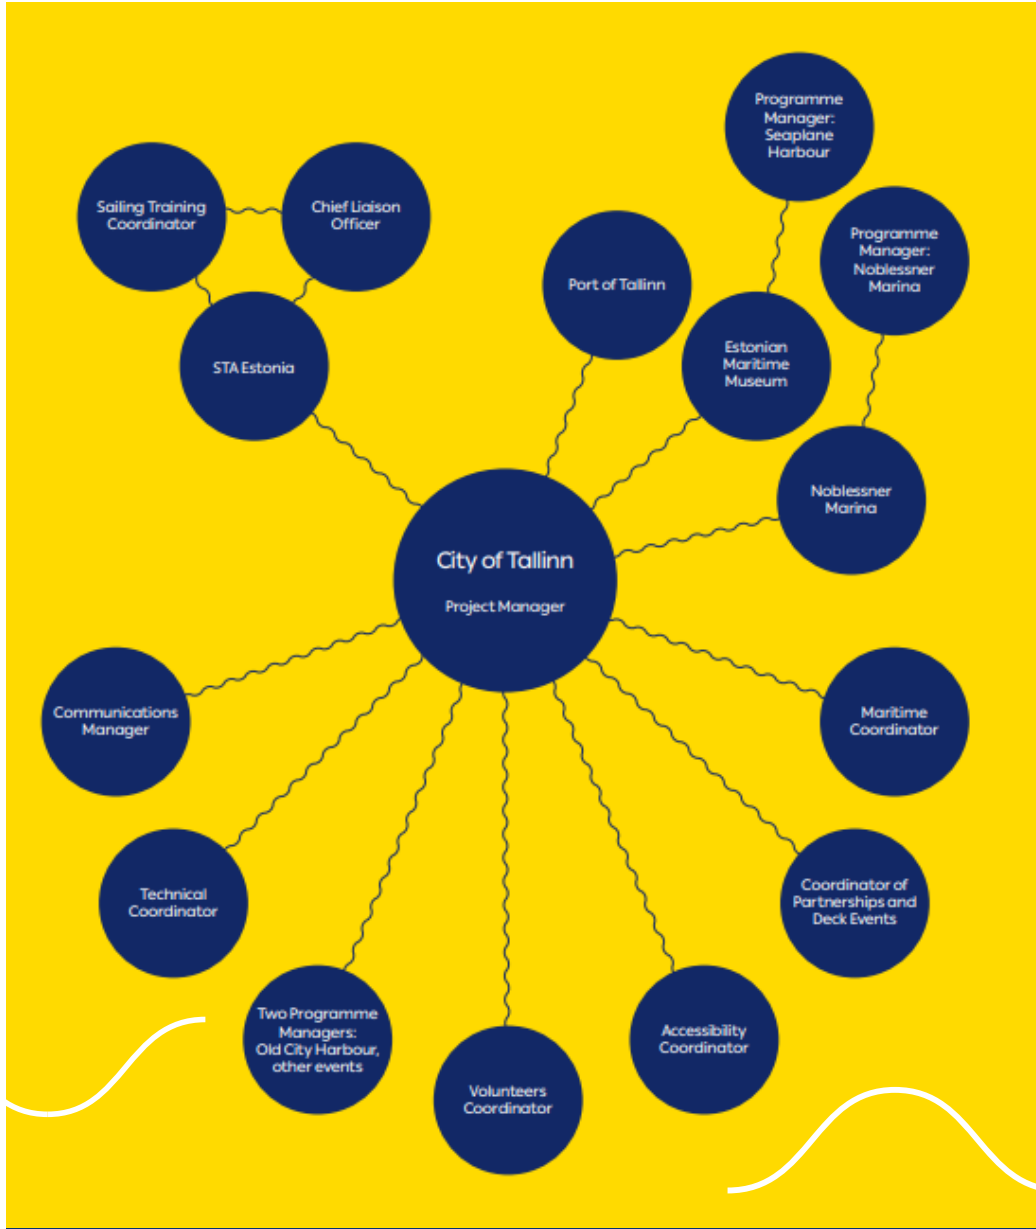 Programme
Manager:
Seaplane
Harbour
Sailing Training
Coordinator
Chief Liaison
Officer
Programme
Manager:
Noblessner
Marina
Port of Tallinn
STA Estonia
Estonian
Maritime
Museum
Noblessner
Marina
City of Tallinn
Project Manager
Communications
Manager
Maritime
Coordinator
Technical
Coordinator
Coordinator of
Partnerships and
Deck Events
Two Programme
Managers:
Old City Harbour,
other events
Accessibility
Coordinator
Volunteers
Coordinator